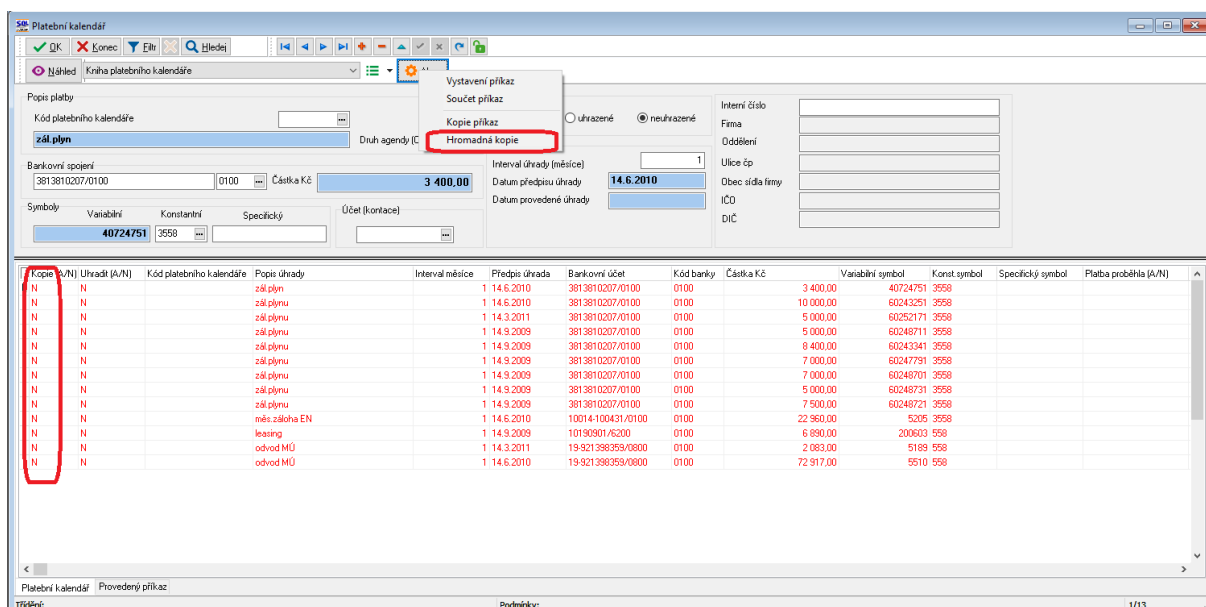 SQL Platební kalendář
OK Konec Filtr Hledej
Náhled Kniha platebního kalendáře
Vystavení příkaz
Součet příkaz
Kopie příkaz
Hromadná kopie
Popis platby
Kód platebního kalendáře
zál.plyn
Druh agendy
uhrazené neuhrazené
Bankovní spojení
3813810207/0100 0100 Částka Kč 3 400,00
Interval úhrady (měsíce) 1
Datum předpisu úhrady 14.6.2010
Datum provedené úhrady
Symboly
Variabilní Konstantní Specifický
40724751 3558
Účet (kontace)
Interní číslo
Firma
Oddělení
Ulice čp
Obec sídla firmy
IČO
DIČ
Kopie (A/N) Uhradit (A/N) Kód platebního kalendáře Popis úhrady Interval měsíce Předpis úhrada Bankovní účet Kód banky Částka Kč Variabilní symbol Konst.symbol Specifický symbol Platba proběhla (A/N)
N N zál.plyn 1 14.6.2010 3813810207/0100 0100 3 400,00 40724751 3558
N N zál.plynu 1 14.6.2010 3813810207/0100 0100 10 000,00 60243251 3558
N N zál.plynu 1 14.3.2011 3813810207/0100 0100 5 000,00 60252171 3558
N N zál.plynu 1 14.9.2009 3813810207/0100 0100 5 000,00 60248711 3558
N N zál.plynu 1 14.9.2009 3813810207/0100 0100 8 400,00 60243341 3558
N N zál.plynu 1 14.9.2009 3813810207/0100 0100 7 000,00 60247791 3558
N N zál.plynu 1 14.9.2009 3813810207/0100 0100 7 000,00 60248701 3558
N N zál.plynu 1 14.9.2009 3813810207/0100 0100 5 000,00 60248731 3558
N N zál.plynu 1 14.9.2009 3813810207/0100 0100 7 500,00 60248721 3558
N N měs.záloha EN 1 14.6.2010 10014-100431/0100 0100 22 960,00 5205 3558
N N leasing 1 14.9.2009 10190901/6200 0100 6 890,00 200603 558
N N odvod MÚ 1 14.3.2011 19-921398359/0800 0100 2 083,00 5189 558
N N odvod MÚ 1 14.6.2010 19-921398359/0800 0100 72 917,00 5510 558
Platební kalendář Provedený příkaz
Třídění: Podmínky: 1/13